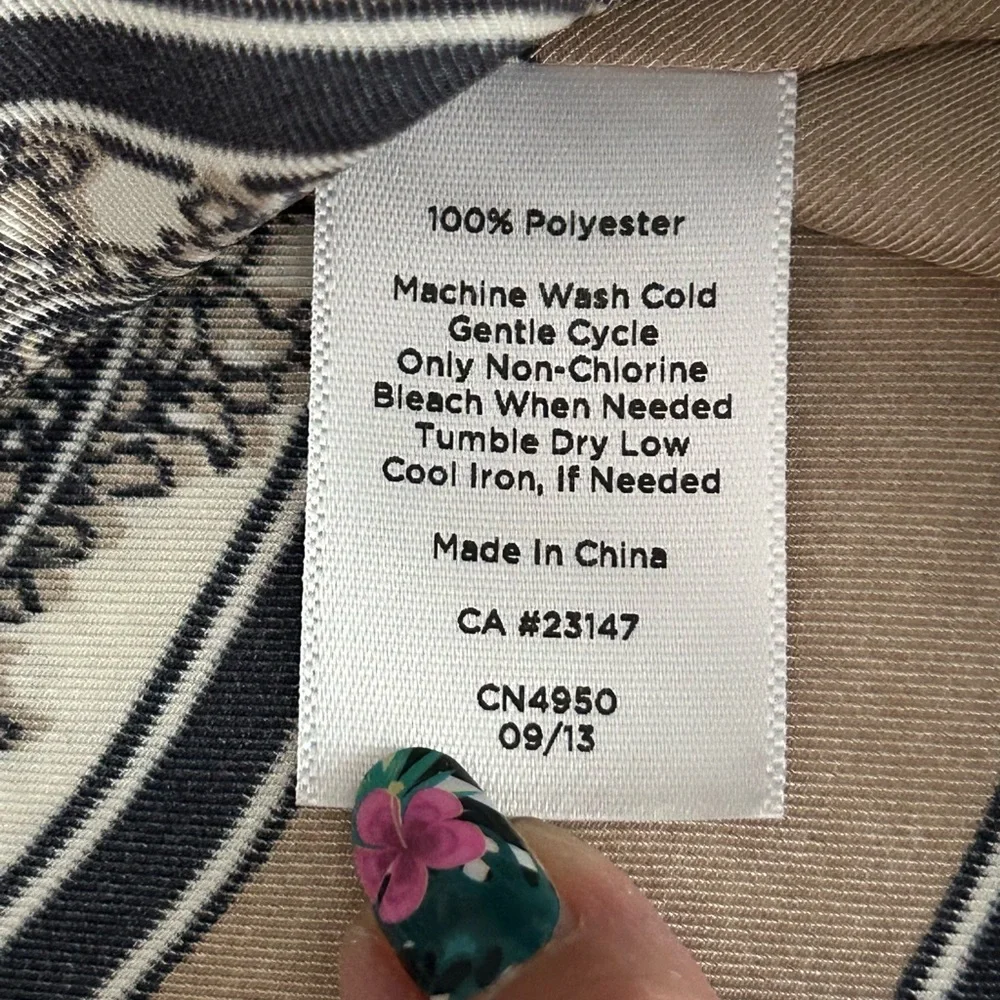 100% Polyester
Machine Wash Cold
Gentle Cycle
Only Non-Chlorine
Bleach When Needed
Tumble Dry Low
Cool Iron, If Needed
Made In China
CA #23147
CN4950
09/13